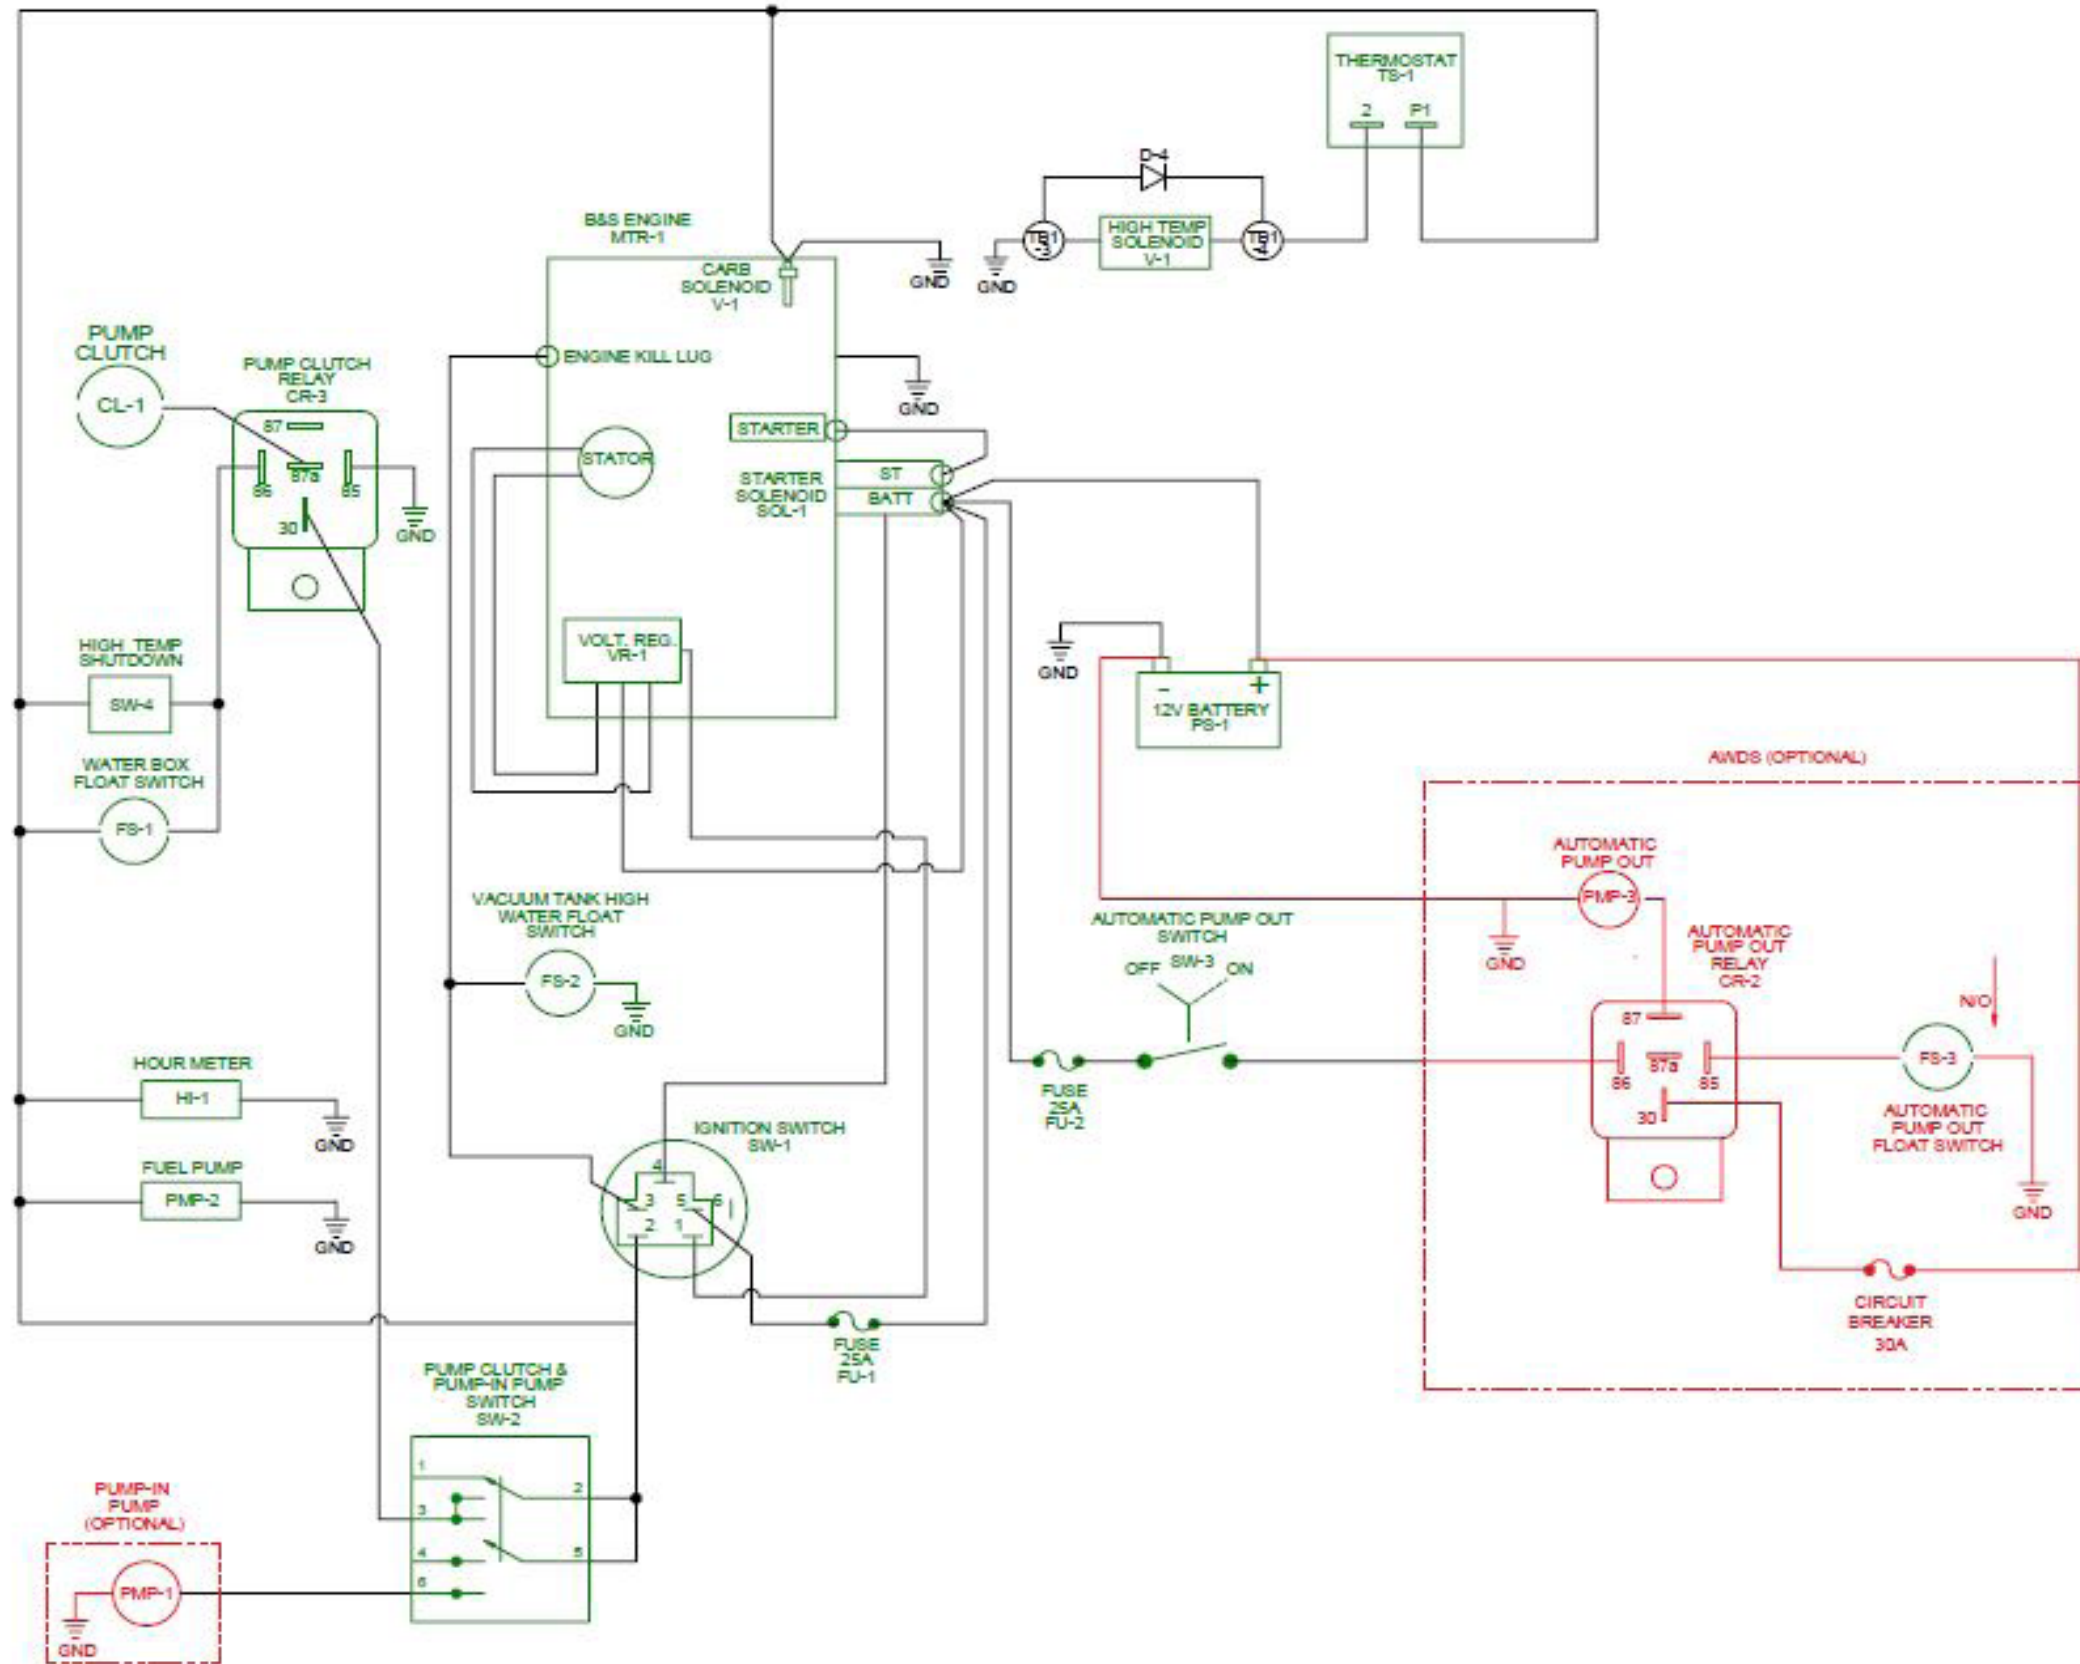 THERMOSTAT
TS-1
2 P1
D-4
TB1
-3
HIGH TEMP
SOLENOID
V-1
TB1
-4
GND
GND
B&S ENGINE
MTR-1
CARB
SOLENOID
V-1
ENGINE KILL LUG
GND
STARTER
STATOR
STARTER
SOLENOID
SOL-1
ST
BATT
VOLT. REG.
VR-1
PUMP
CLUTCH
CL-1
PUMP CLUTCH
RELAY
CR-3
87
86 87a 85
30
GND
HIGH TEMP
SHUTDOWN
SW-4
WATER BOX
FLOAT SWITCH
FS-1
GND
- +
12V BATTERY
PS-1
AWDS (OPTIONAL)
AUTOMATIC
PUMP OUT
PMP-3
GND
VACUUM TANK HIGH
WATER FLOAT
SWITCH
FS-2
GND
AUTOMATIC PUMP OUT
SWITCH
SW-3
OFF ON
AUTOMATIC
PUMP OUT
RELAY
CR-2
87
86 87a 85
30
N/O
FS-3
AUTOMATIC
PUMP OUT
FLOAT SWITCH
GND
FUSE
25A
FU-2
CIRCUIT
BREAKER
30A
HOUR METER
HI-1
GND
FUEL PUMP
PMP-2
GND
IGNITION SWITCH
SW-1
4
3 5 6
2 1
FUSE
25A
FU-1
PUMP CLUTCH &
PUMP-IN PUMP
SWITCH
SW-2
1
2
3
4 5
6
PUMP-IN
PUMP
(OPTIONAL)
PMP-1
GND